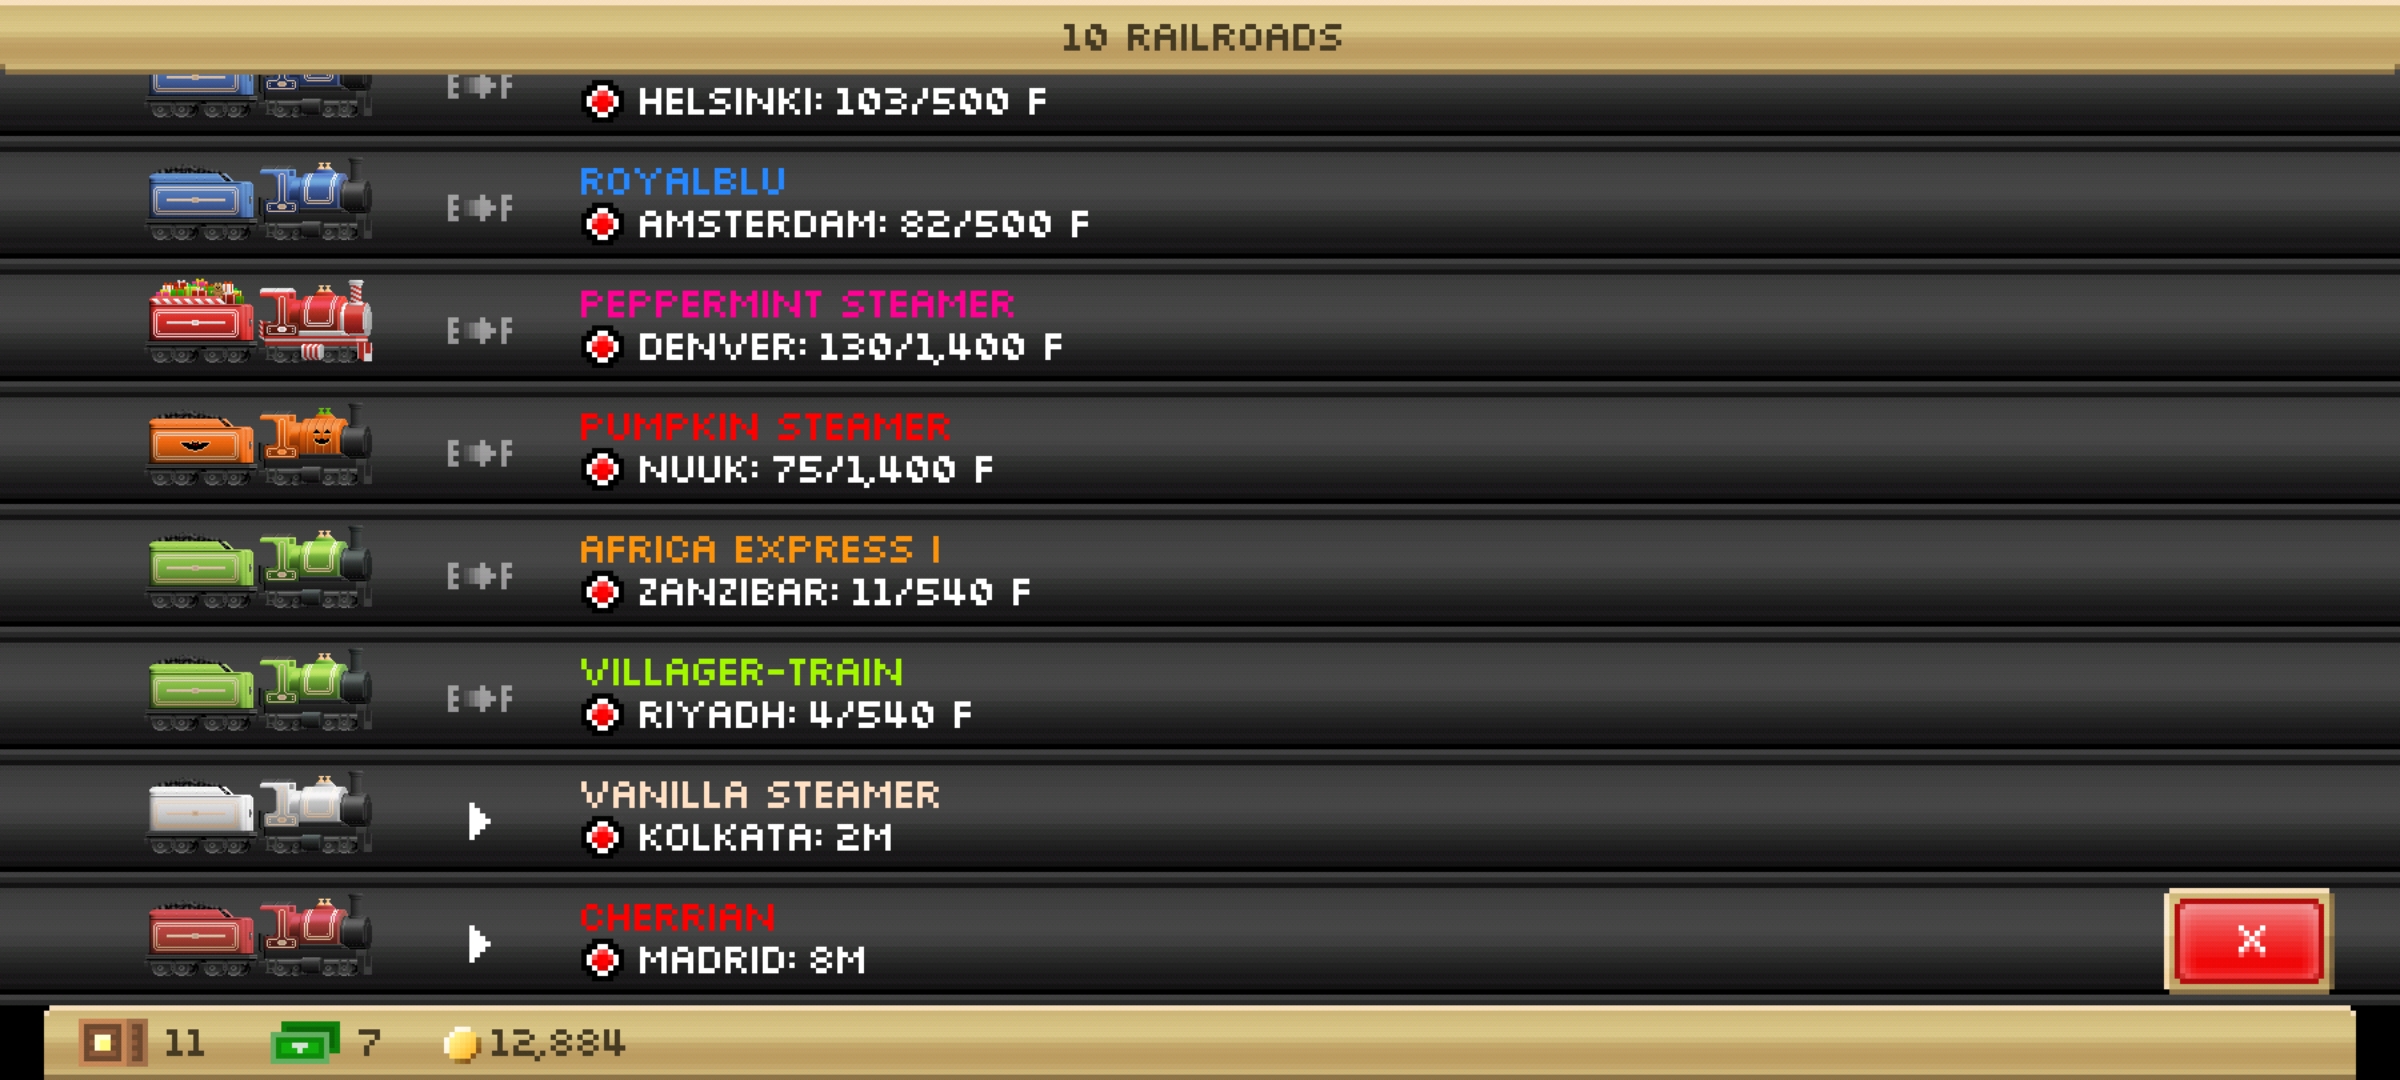 10 RAILROADS
E F
HELSINKI: 103/500 F
ROYALBLU
E F
AMSTERDAM: 82/500 F
PEPPERMINT STEAMER
E F
DENVER: 130/1,400 F
PUMPKIN STEAMER
E F
NUUK: 75/1,400 F
AFRICA EXPRESS I
E F
ZANZIBAR: 11/540 F
VILLAGER-TRAIN
E F
RIYADH: 4/540 F
VANILLA STEAMER
KOLKATA: 2M
CHERRIAN
MADRID: 8M
X
11 7 12,884